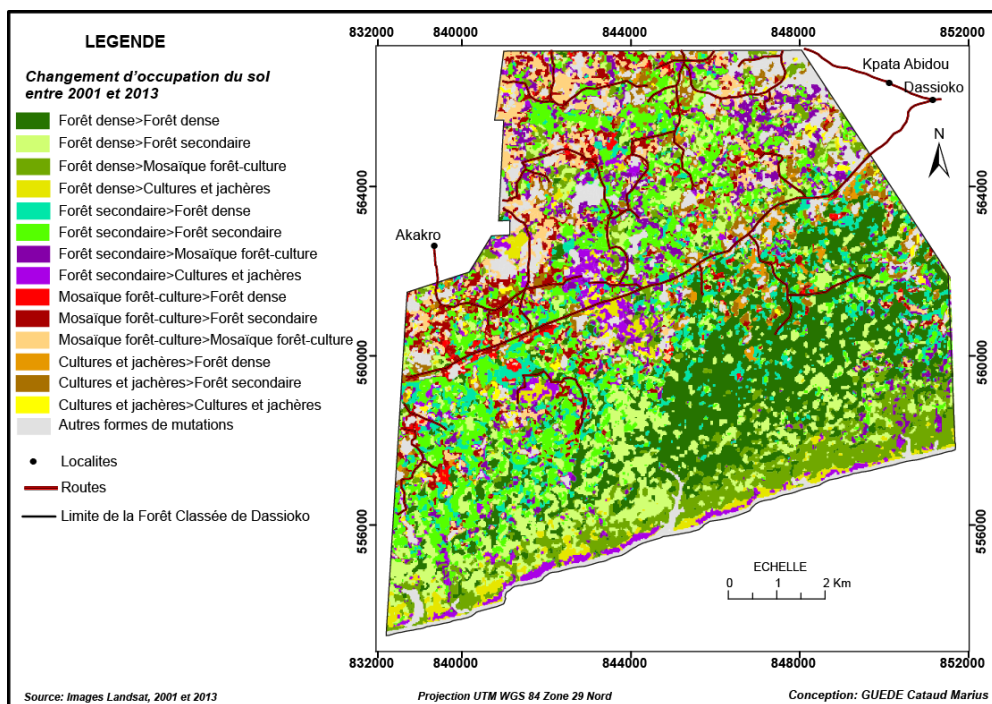 LEGENDE
Changement d'occupation du sol
entre 2001 et 2013
Forêt dense>Forêt dense
Forêt dense>Forêt secondaire
Forêt dense>Mosaïque forêt-culture
Forêt dense>Cultures et jachères
Forêt secondaire>Forêt dense
Forêt secondaire>Forêt secondaire
Forêt secondaire>Mosaïque forêt-culture
Forêt secondaire>Cultures et jachères
Mosaïque forêt-culture>Forêt dense
Mosaïque forêt-culture>Forêt secondaire
Mosaïque forêt-culture>Mosaïque forêt-culture
Cultures et jachères>Forêt dense
Cultures et jachères>Forêt secondaire
Cultures et jachères>Cultures et jachères
Autres formes de mutations
Localites
Routes
Limite de la Forêt Classée de Dassioko
832000 840000 844000 848000 852000
Kpata Abidou
Dassioko
N
564000
564000
Akakro
560000
560000
556000
556000
ECHELLE
0 1 2 Km
832000 840000 844000 848000 852000
Source: Images Landsat, 2001 et 2013
Projection UTM WGS 84 Zone 29 Nord
Conception: GUEDE Cataud Marius